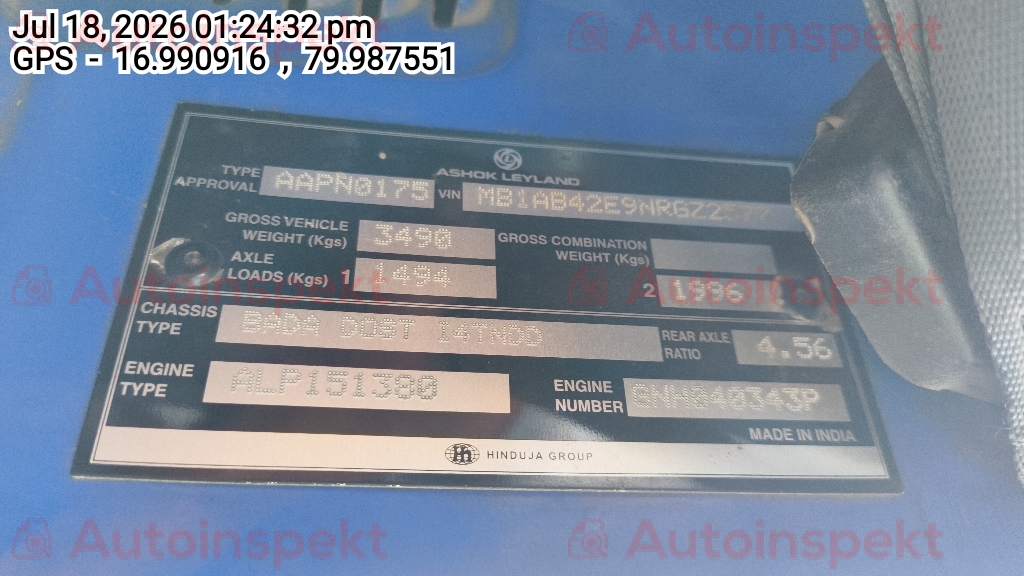 Jul 18, 2026 01:24:32 pm
GPS - 16.990916 , 79.987551
Autoinspekt Autoinspekt
ASHOK LEYLAND
TYPE APPROVAL AAPN0175 VIN
GROSS VEHICLE WEIGHT (Kgs) 3490 GROSS COMBINATION WEIGHT (Kgs)
AXLE LOADS (Kgs) 1 1494 2 1996
Autoinspekt Autoinspekt
CHASSIS TYPE BADA DOST I4TNDD REAR AXLE RATIO 4.56
ENGINE TYPE ALP151380 ENGINE NUMBER GNH040343P
MADE IN INDIA
HINDUJA GROUP
Autoinspekt Autoinspekt